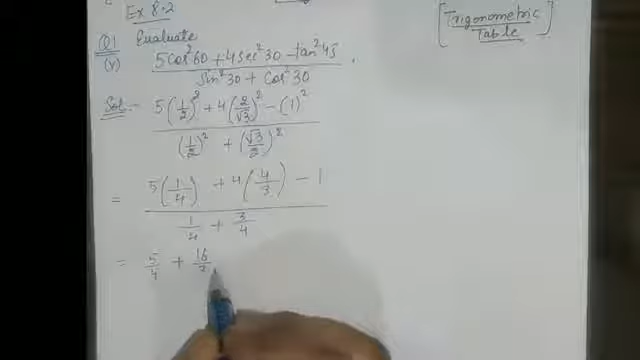 Ex 8.2
[Trigonometric
Table]
Q1 Evaluate
(v) 5cos²60 + 4sec²30 - tan²45
sin²30 + cos²30 .
Sol:- 5(1/2)² + 4(2/√3)² - (1)²
(1/2)² + (√3/2)²
= 5(1/4) + 4(4/3) - 1
1/4 + 3/4
= 5/4 + 16/3